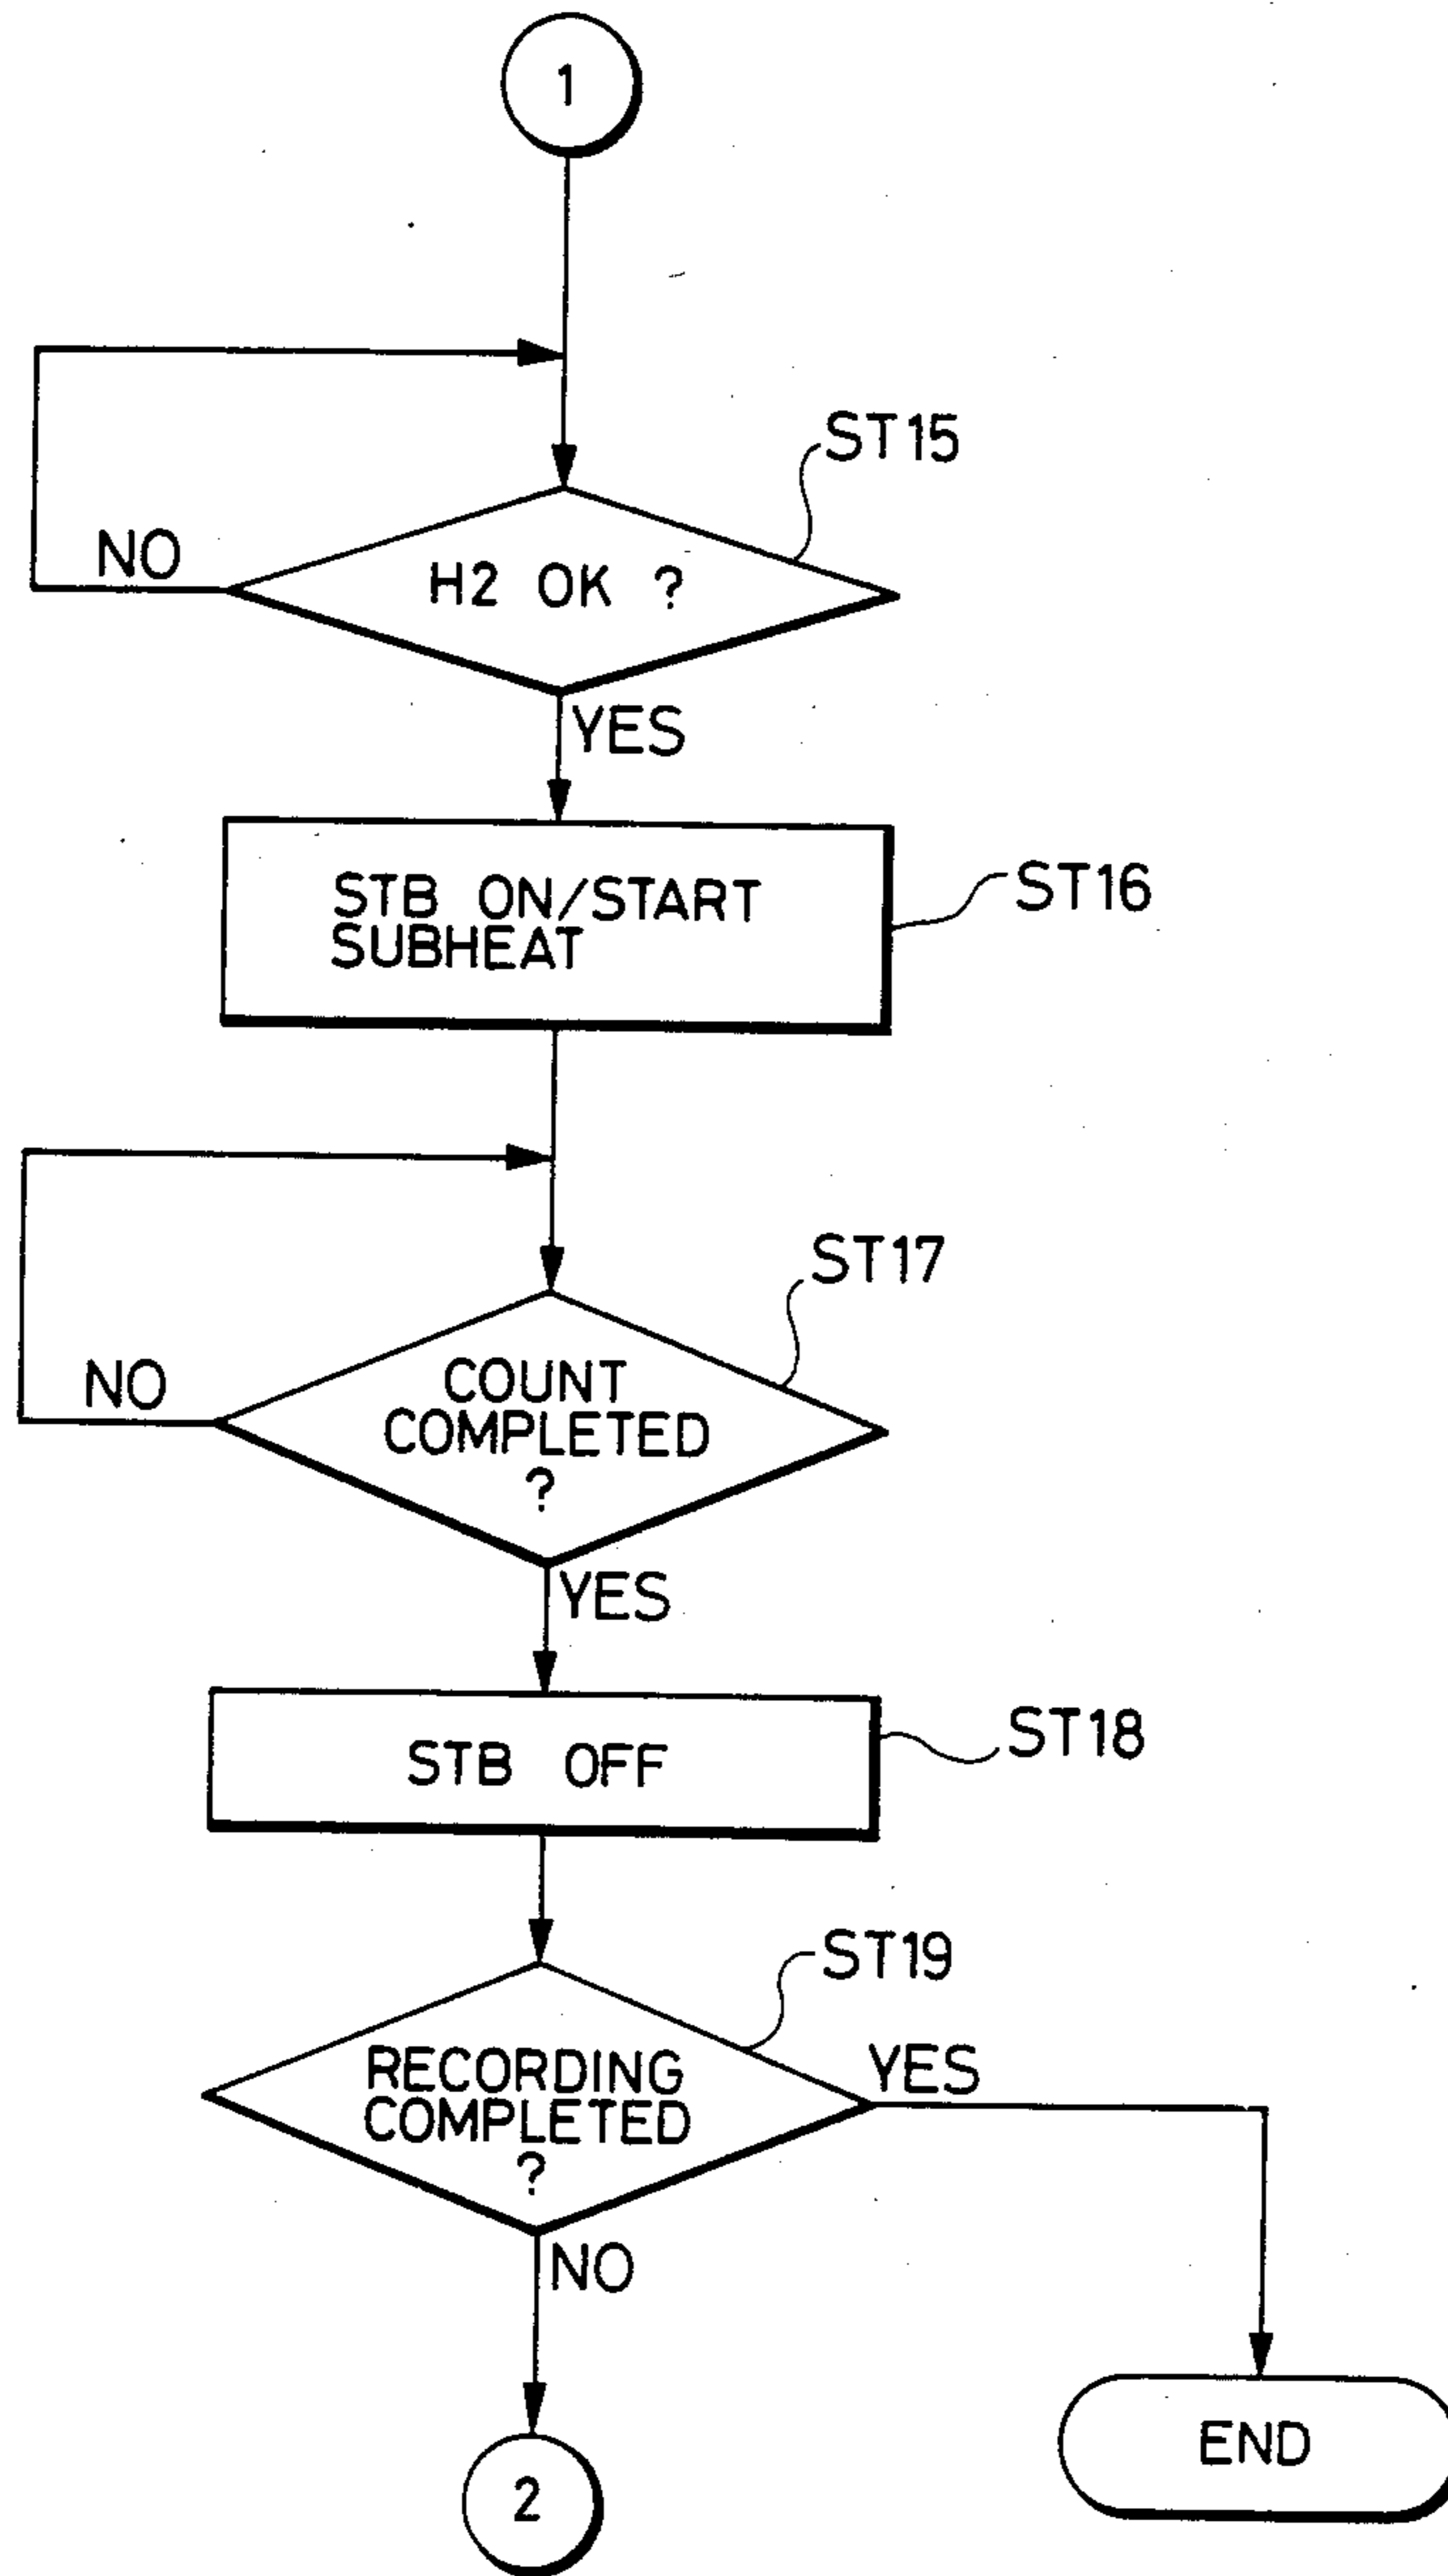 1
ST15
NO
H2 OK ?
YES
STB ON/START
SUBHEAT
ST16
ST17
NO
COUNT
COMPLETED
?
YES
STB OFF
ST18
ST19
RECORDING
COMPLETED
?
YES
NO
END
2